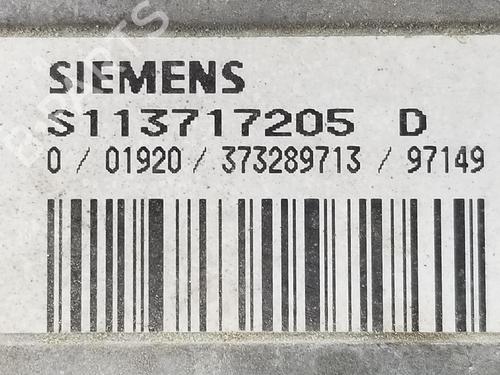 SIEMENS
S113717205 D
0 / 01920 / 373289713 / 97149